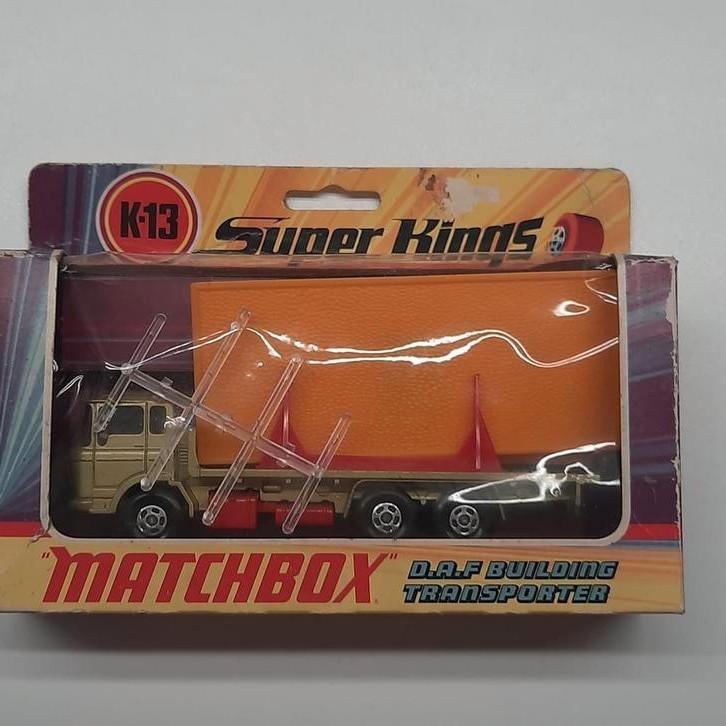 K-13
Super Kings
"MATCHBOX"
D.A.F BUILDING
TRANSPORTER